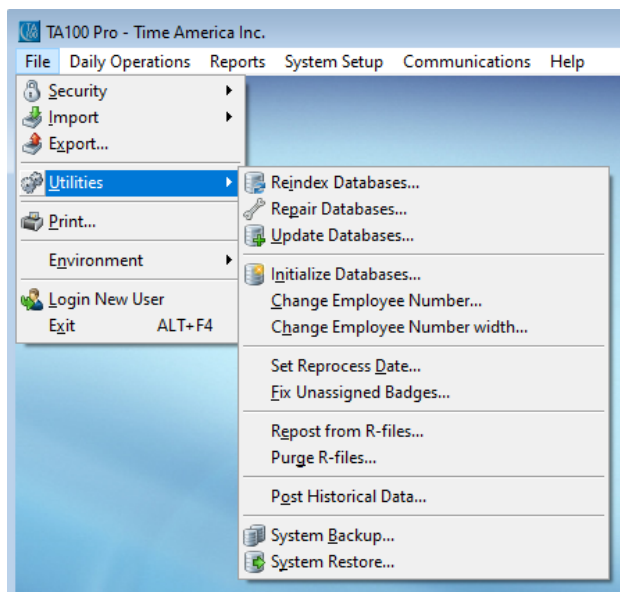 TA100 Pro - Time America Inc.
File Daily Operations Reports System Setup Communications Help
Security
Import
Export...
Utilities
Print...
Environment
Login New User
Exit ALT+F4
Reindex Databases...
Repair Databases...
Update Databases...
Initialize Databases...
Change Employee Number...
Change Employee Number width...
Set Reprocess Date...
Fix Unassigned Badges...
Repost from R-files...
Purge R-files...
Post Historical Data...
System Backup...
System Restore...